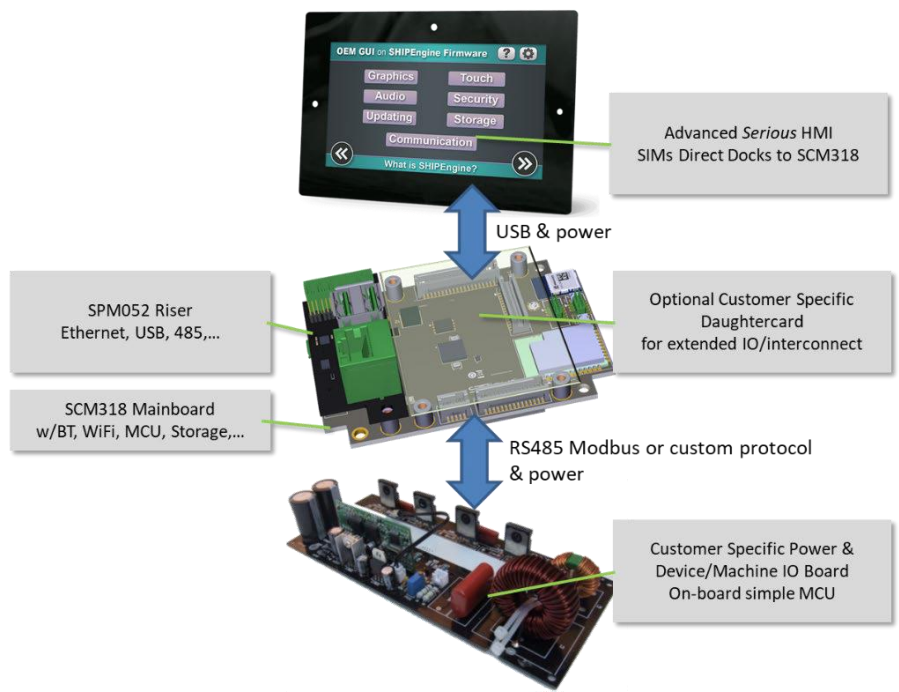 OEM GUI on SHIPEngine Firmware ?
Graphics Touch
Audio Security
Updating Storage
Communication
What is SHIPEngine?
Advanced Serious HMI
SIMs Direct Docks to SCM318
USB & power
SPM052 Riser
Ethernet, USB, 485,...
Optional Customer Specific
Daughtercard
for extended IO/interconnect
SCM318 Mainboard
w/BT, WiFi, MCU, Storage,...
RS485 Modbus or custom protocol
& power
Customer Specific Power &
Device/Machine IO Board
On-board simple MCU